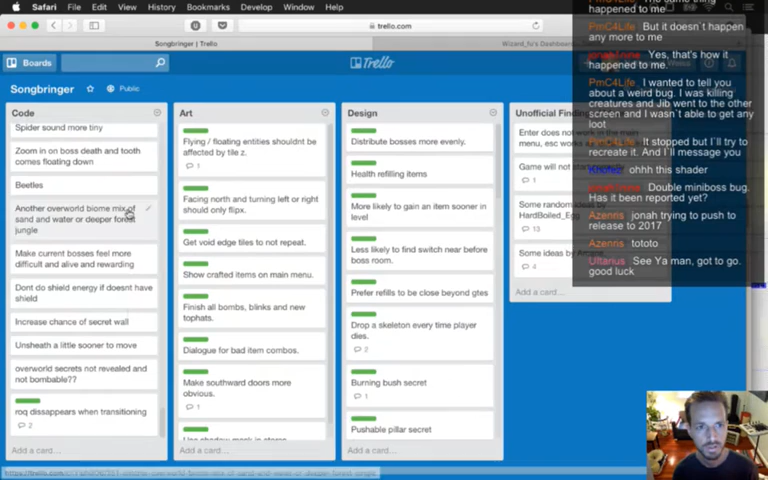 Safari File Edit View History Bookmarks Develop Window Help
trello.com
Songbringer | Trello
Wizard_fu's Dashboard
Boards
Trello
Songbringer
Public
Code
Spider sound more tiny
Zoom in on boss death and tooth
comes floating down
Beetles
Another overworld biome mix of
sand and water or deeper forest
jungle
Make current bosses feel more
difficult and alive and rewarding
Dont do shield energy if doesnt have
shield
Increase chance of secret wall
Unsheath a little sooner to move
overworld secrets not revealed and
not bombable??
roq dissappears when transitioning
2
Add a card...
Art
Flying / floating entities shouldnt be
affected by tile z.
1
Facing north and turning left or right
should only flipx.
Get void edge tiles to not repeat.
Show crafted items on main menu.
Finish all bombs, blinks and new
tophats.
Dialogue for bad item combos.
Make southward doors more
obvious.
1
Add a card...
Design
Distribute bosses more evenly.
Health refilling items
More likely to gain an item sooner in
level
Less likely to find switch near before
boss room.
Prefer refills to be close beyond gtes
Drop a skeleton every time player
dies.
2
Burning bush secret
1
Pushable pillar secret
Add a card...
Unofficial Finding
Enter does not work in the main
menu, esc works
Game will not
1
Some random ideas by
HardBoiled_Egg
13
Some ideas by
4
Add a card...
happened to me
PmC4Life But it doesn`t happen
any more to me
Yes, that's how it
happened to me.
PmC4Life I wanted to tell you
about a weird bug. I was killing
creatures and Jib went to the other
screen and I wasn`t able to get any
loot
PmC4Life It stopped but I`ll try to
recreate it. And I`ll message you
ohhh this shader
Double miniboss bug.
Has it been reported yet?
Azenns jonah trying to push to
release to 2017
Azenns tototo
Ultarius See Ya man, got to go.
good luck